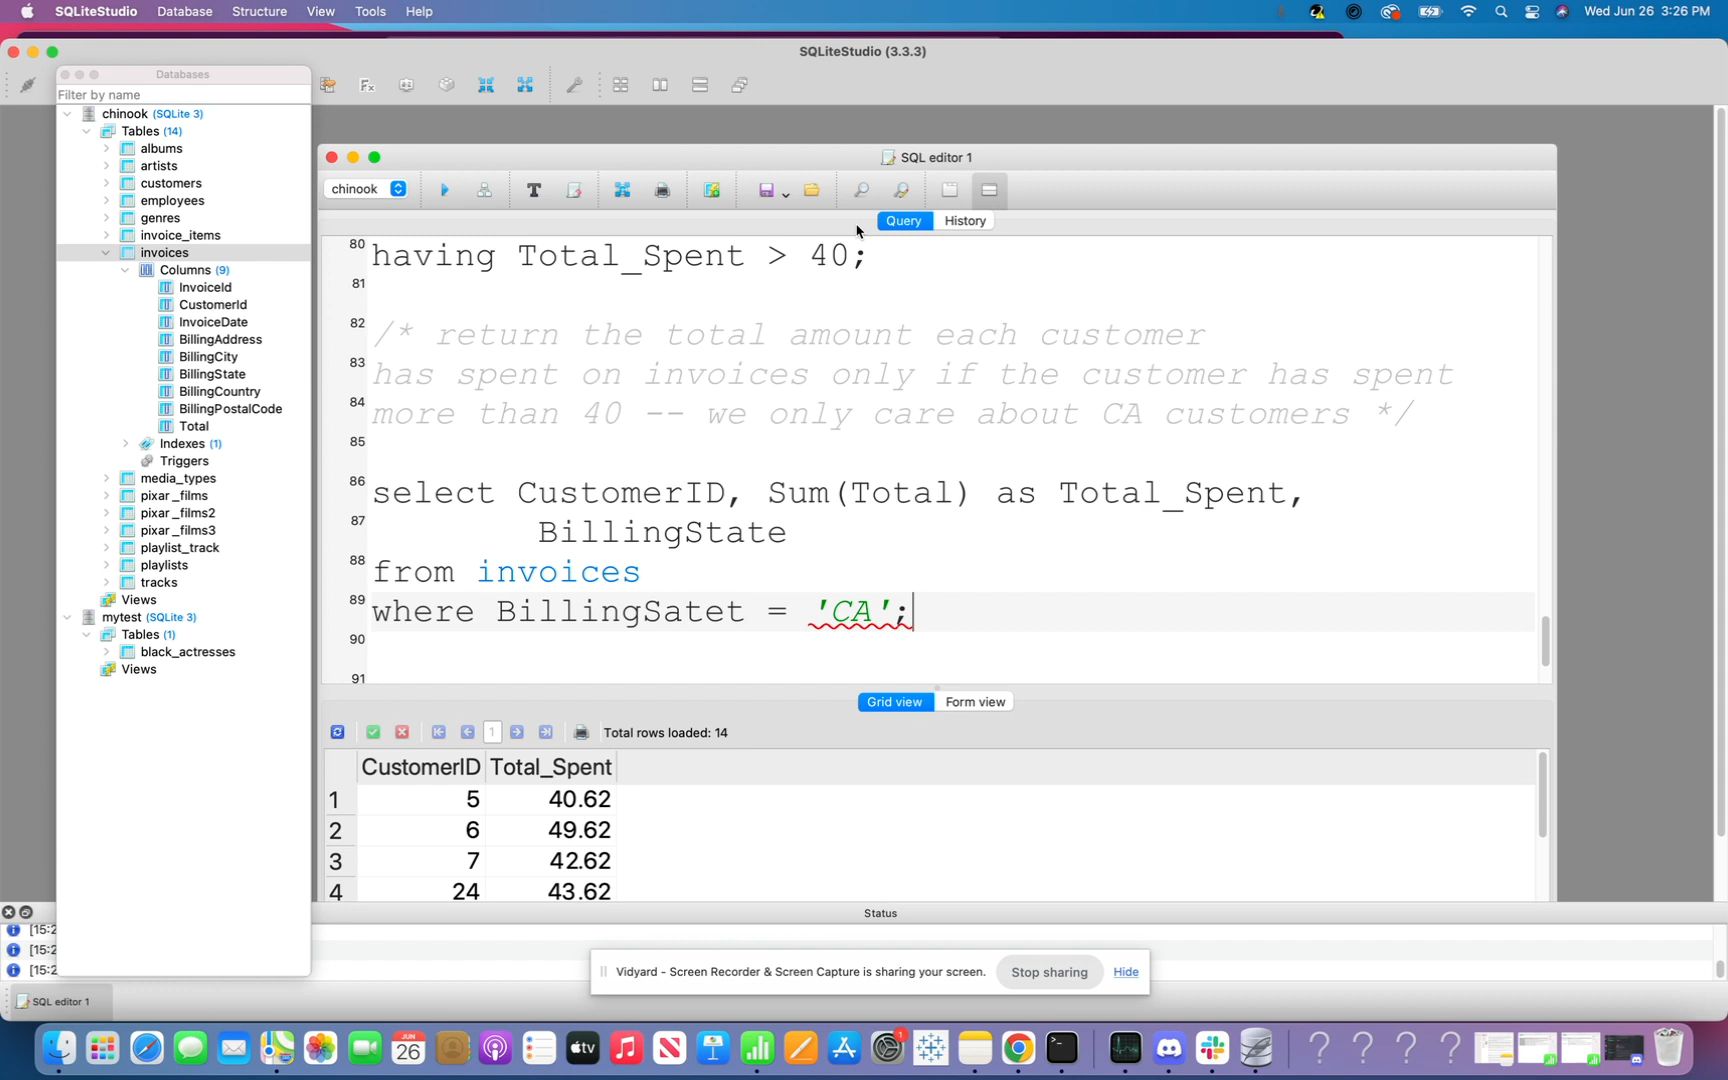 SQLiteStudio Database Structure View Tools Help
Wed Jun 26 3:26 PM
SQLiteStudio (3.3.3)
Databases
Filter by name
chinook (SQLite 3)
Tables (14)
albums
artists
customers
employees
genres
invoice_items
invoices
Columns (9)
InvoiceId
CustomerId
InvoiceDate
BillingAddress
BillingCity
BillingState
BillingCountry
BillingPostalCode
Total
Indexes (1)
Triggers
media_types
pixar_films
pixar_films2
pixar_films3
playlist_track
playlists
tracks
Views
mytest (SQLite 3)
Tables (1)
black_actresses
Views
SQL editor 1
chinook
Query History
80 having Total_Spent > 40;
81
82 /* return the total amount each customer
83 has spent on invoices only if the customer has spent
84 more than 40 -- we only care about CA customers */
85
86 select CustomerID, Sum(Total) as Total_Spent,
87 BillingState
88 from invoices
89 where BillingSatet = 'CA';
90
91
Grid view Form view
1 Total rows loaded: 14
CustomerID Total_Spent
1 5 40.62
2 6 49.62
3 7 42.62
4 24 43.62
Status
[15:2
[15:2
[15:2
Vidyard - Screen Recorder & Screen Capture is sharing your screen. Stop sharing Hide
SQL editor 1
JUN
26
tv
1